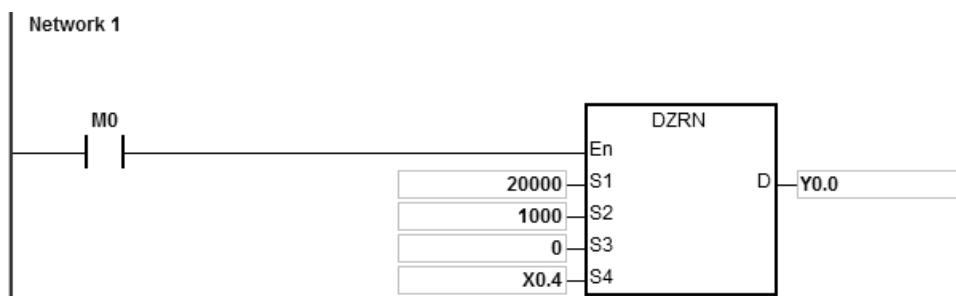 Network 1
M0
DZRN
En
20000 S1 D Y0.0
1000 S2
0 S3
X0.4 S4